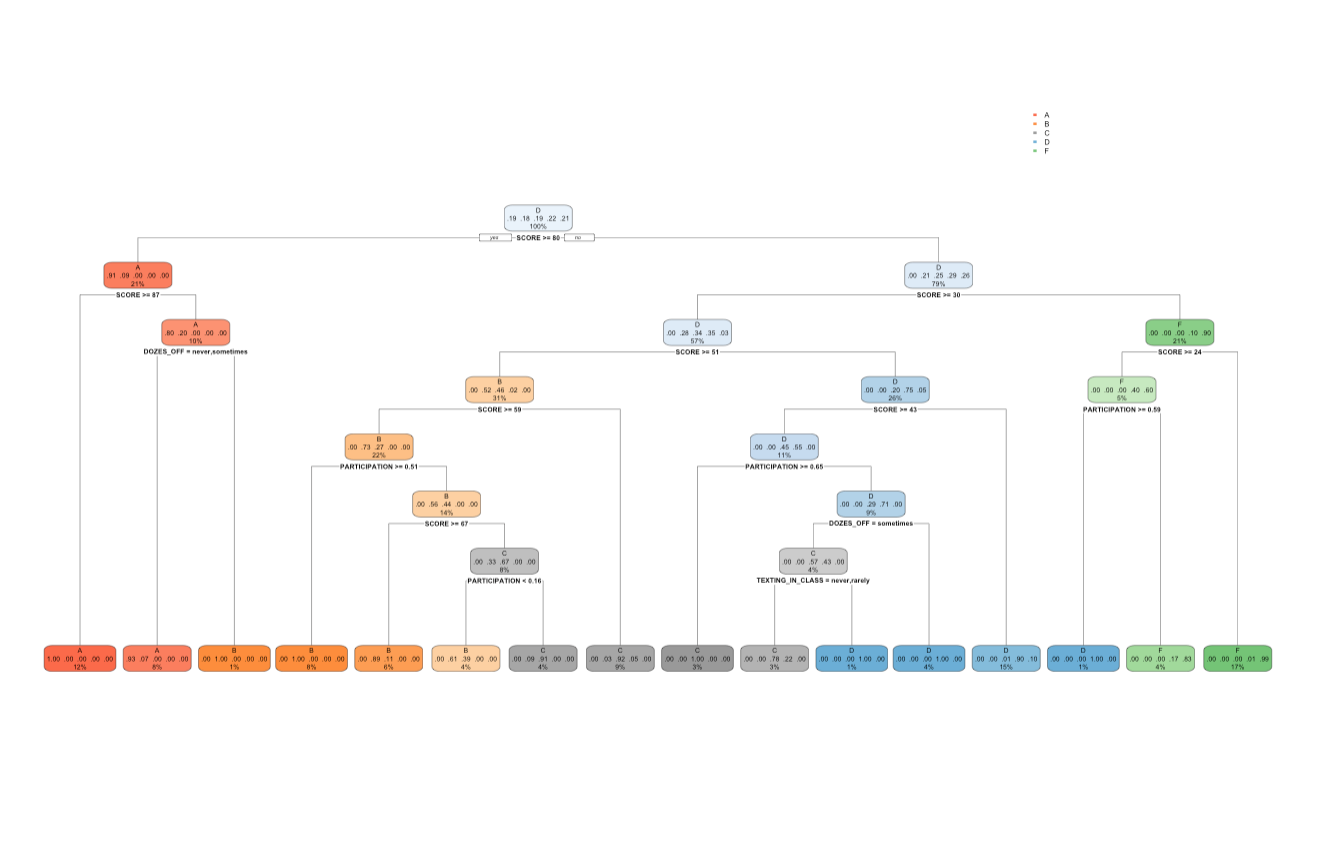 A
B
C
D
F
D
.19 .18 .19 .22 .21
100%
yes SCORE >= 80 no
A
.91 .09 .00 .00 .00
21%
SCORE >= 87
D
.00 .21 .25 .29 .26
79%
SCORE >= 30
A
.80 .20 .00 .00 .00
10%
DOZES_OFF = never,sometimes
D
.00 .28 .34 .35 .03
57%
SCORE >= 51
F
.00 .00 .00 .10 .90
21%
SCORE >= 24
B
.00 .52 .46 .02 .00
31%
SCORE >= 59
D
.00 .00 .20 .75 .05
26%
SCORE >= 43
F
.00 .00 .00 .40 .60
5%
PARTICIPATION >= 0.59
B
.00 .73 .27 .00 .00
22%
PARTICIPATION >= 0.51
D
.00 .00 .45 .55 .00
11%
PARTICIPATION >= 0.65
B
.00 .56 .44 .00 .00
14%
SCORE >= 67
D
.00 .00 .29 .71 .00
9%
DOZES_OFF = sometimes
C
.00 .33 .67 .00 .00
8%
PARTICIPATION < 0.16
C
.00 .00 .57 .43 .00
4%
TEXTING_IN_CLASS = never,rarely
A
1.00 .00 .00 .00 .00
12%
A
.93 .07 .00 .00 .00
8%
B
.00 1.00 .00 .00 .00
1%
B
.00 1.00 .00 .00 .00
8%
B
.00 .89 .11 .00 .00
6%
B
.00 .61 .39 .00 .00
4%
C
.00 .09 .91 .00 .00
4%
C
.00 .03 .92 .05 .00
9%
C
.00 .00 1.00 .00 .00
3%
C
.00 .00 .78 .22 .00
3%
D
.00 .00 .00 1.00 .00
1%
D
.00 .00 .00 1.00 .00
4%
D
.00 .00 .01 .90 .10
15%
D
.00 .00 .00 1.00 .00
1%
F
.00 .00 .00 .17 .83
4%
F
.00 .00 .00 .01 .99
17%